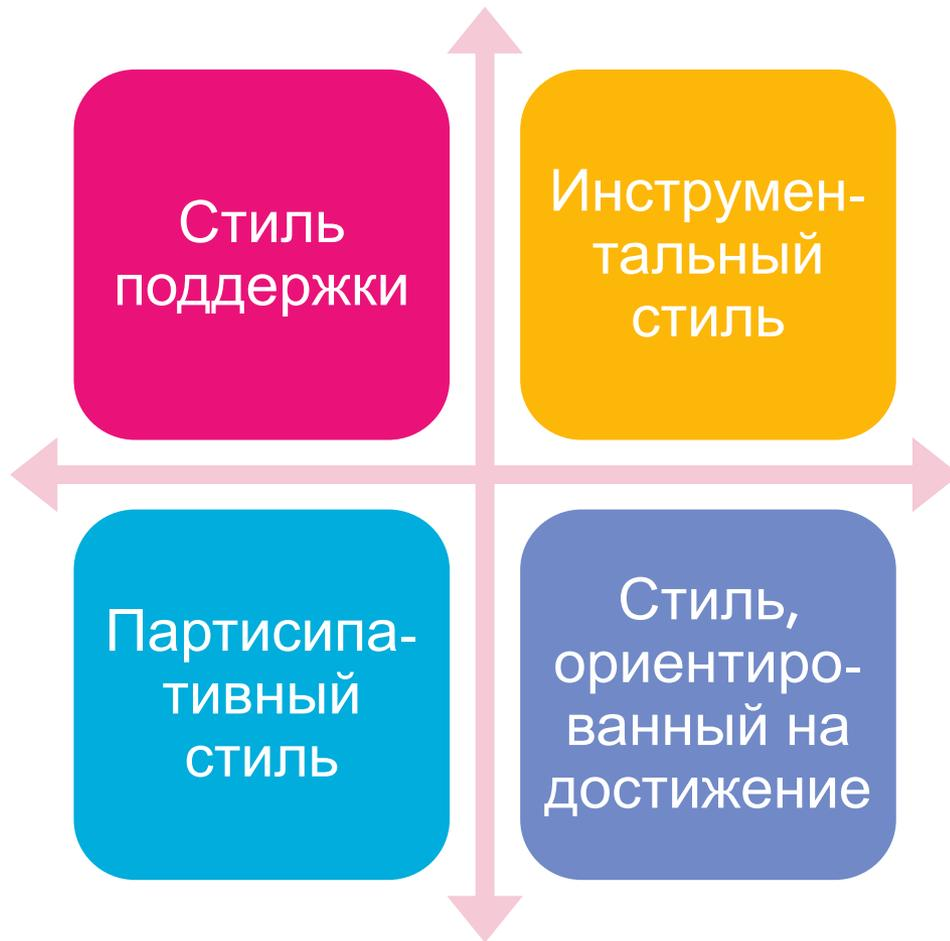 Стиль
поддержки
Инструмен-
тальный
стиль
Партисипа-
тивный
стиль
Стиль,
ориентиро-
ванный на
достижение